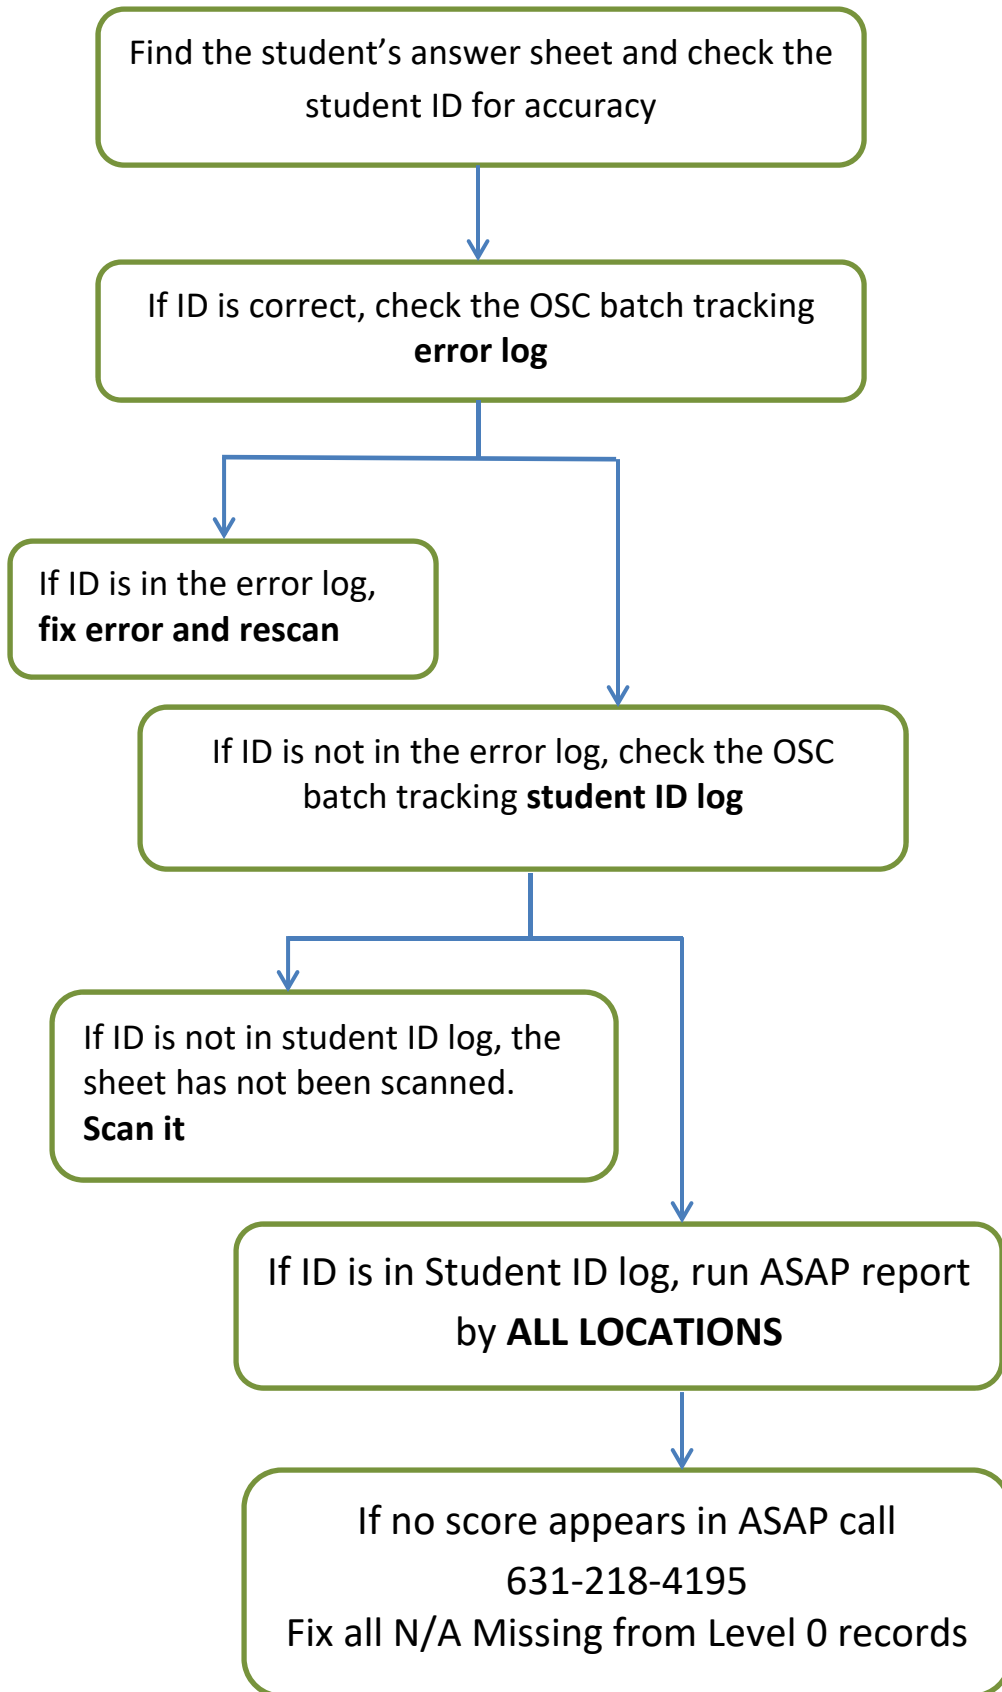 Find the student’s answer sheet and check the
student ID for accuracy
If ID is correct, check the OSC batch tracking
error log
If ID is in the error log,
fix error and rescan
If ID is not in the error log, check the OSC
batch tracking student ID log
If ID is not in student ID log, the
sheet has not been scanned.
Scan it
If ID is in Student ID log, run ASAP report
by ALL LOCATIONS
If no score appears in ASAP call
631-218-4195
Fix all N/A Missing from Level 0 records